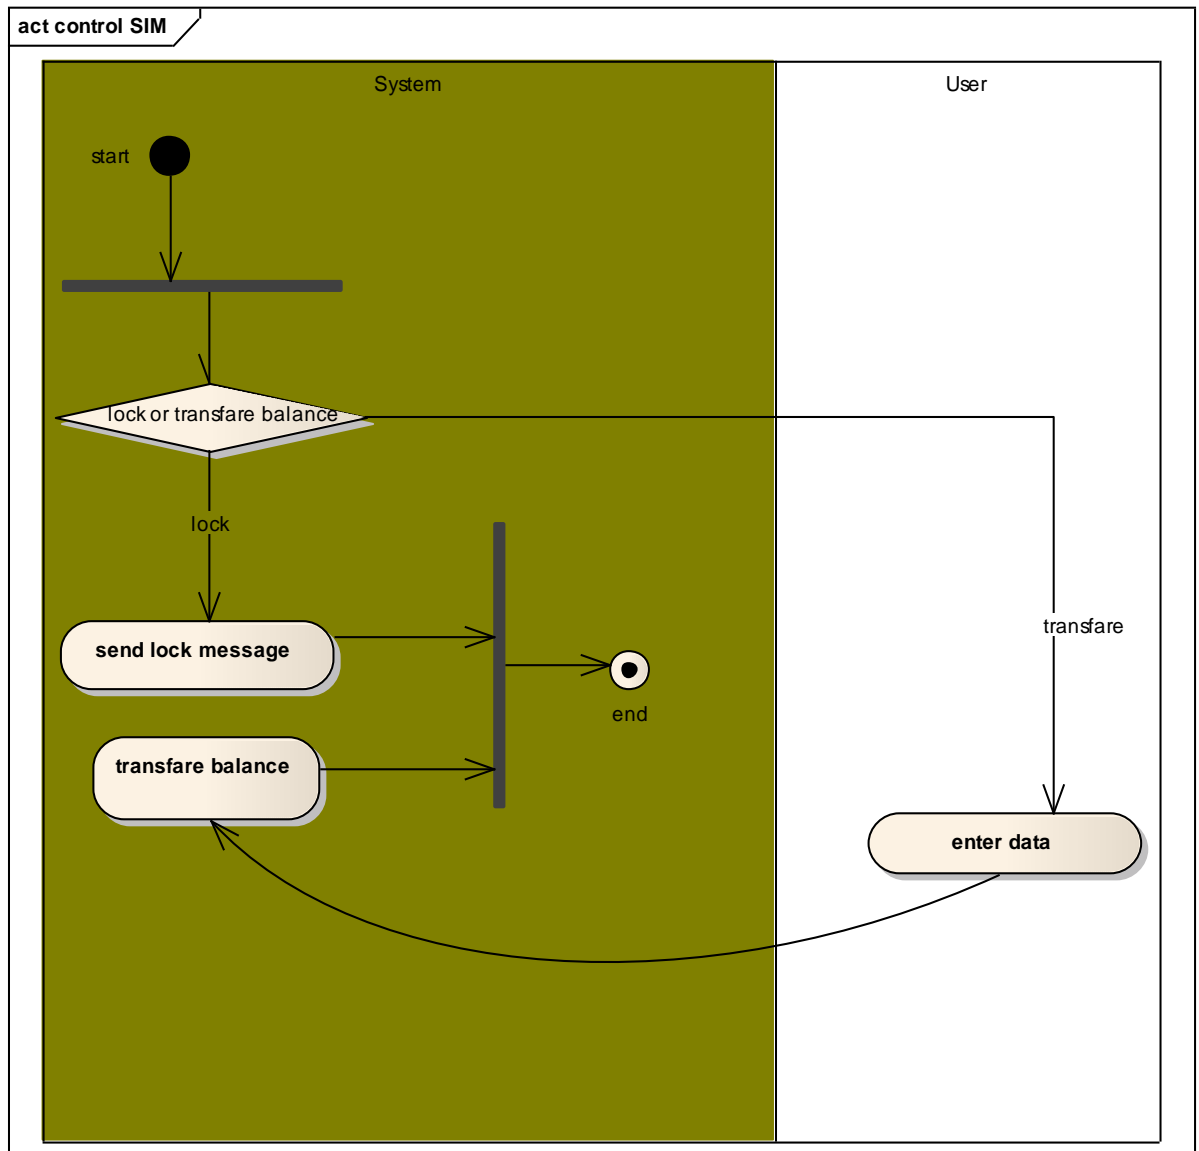 act control SIM
System
User
start
lock or transfare balance
lock
transfare
send lock message
end
transfare balance
enter data